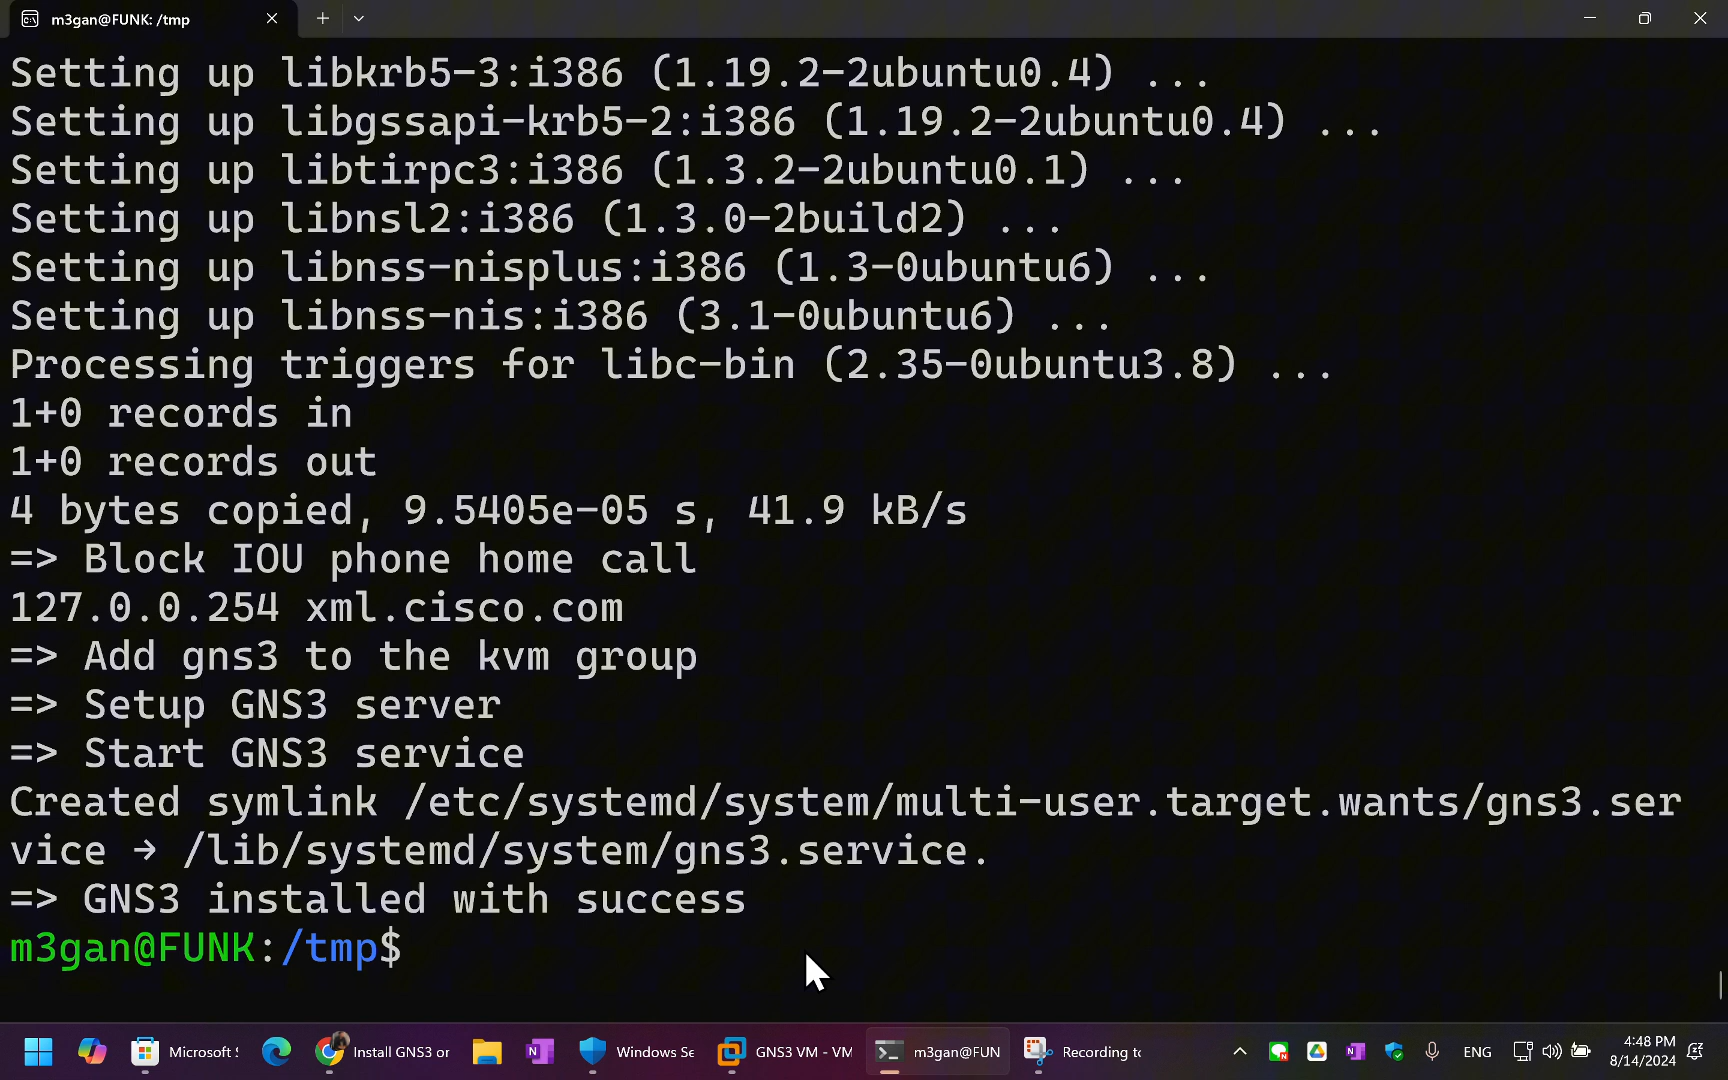 m3gan@FUNK: /tmp
Setting up libkrb5-3:i386 (1.19.2-2ubuntu0.4) ...
Setting up libgssapi-krb5-2:i386 (1.19.2-2ubuntu0.4) ...
Setting up libtirpc3:i386 (1.3.2-2ubuntu0.1) ...
Setting up libnsl2:i386 (1.3.0-2build2) ...
Setting up libnss-nisplus:i386 (1.3-0ubuntu6) ...
Setting up libnss-nis:i386 (3.1-0ubuntu6) ...
Processing triggers for libc-bin (2.35-0ubuntu3.8) ...
1+0 records in
1+0 records out
4 bytes copied, 9.5405e-05 s, 41.9 kB/s
=> Block IOU phone home call
127.0.0.254 xml.cisco.com
=> Add gns3 to the kvm group
=> Setup GNS3 server
=> Start GNS3 service
Created symlink /etc/systemd/system/multi-user.target.wants/gns3.ser
vice → /lib/systemd/system/gns3.service.
=> GNS3 installed with success
m3gan@FUNK:/tmp$
Microsoft S Install GNS3 or Windows Se GNS3 VM - VM m3gan@FUN Recording to ENG 4:48 PM
8/14/2024